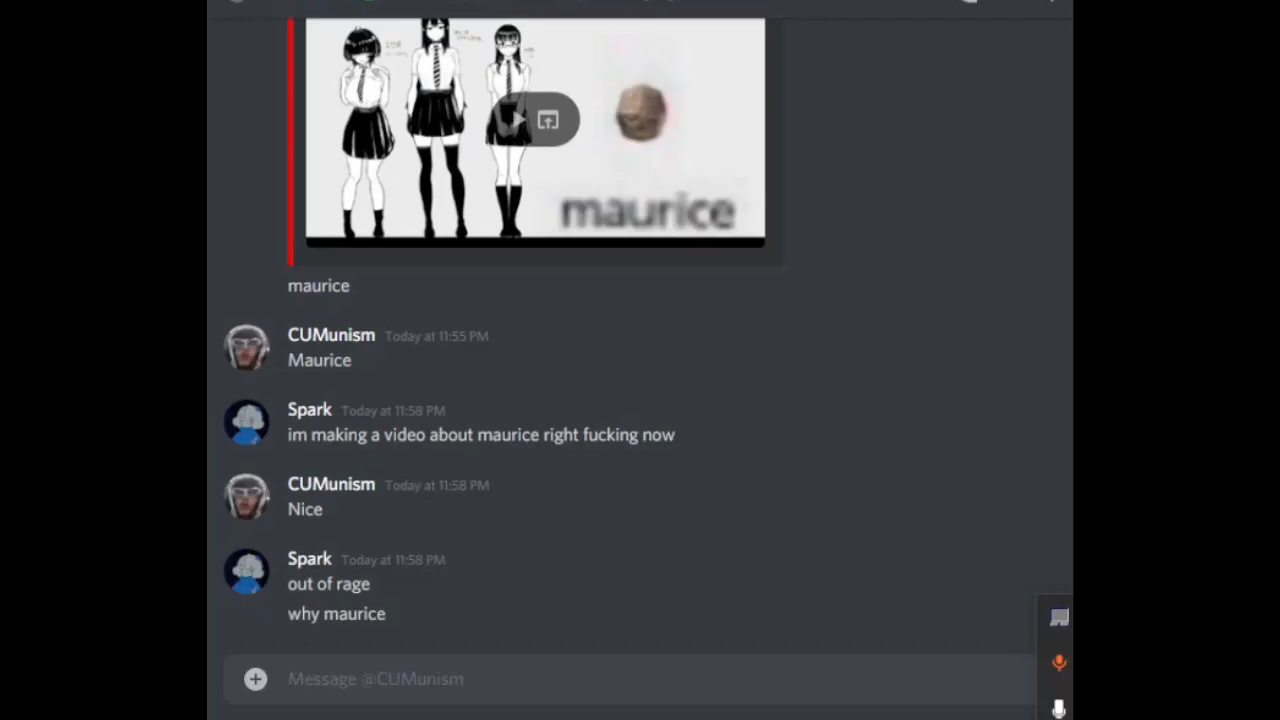 maurice
maurice
CUMunism Today at 11:55 PM
Maurice
Spark Today at 11:58 PM
im making a video about maurice right fucking now
CUMunism Today at 11:58 PM
Nice
Spark Today at 11:58 PM
out of rage
why maurice
Message @CUMunism